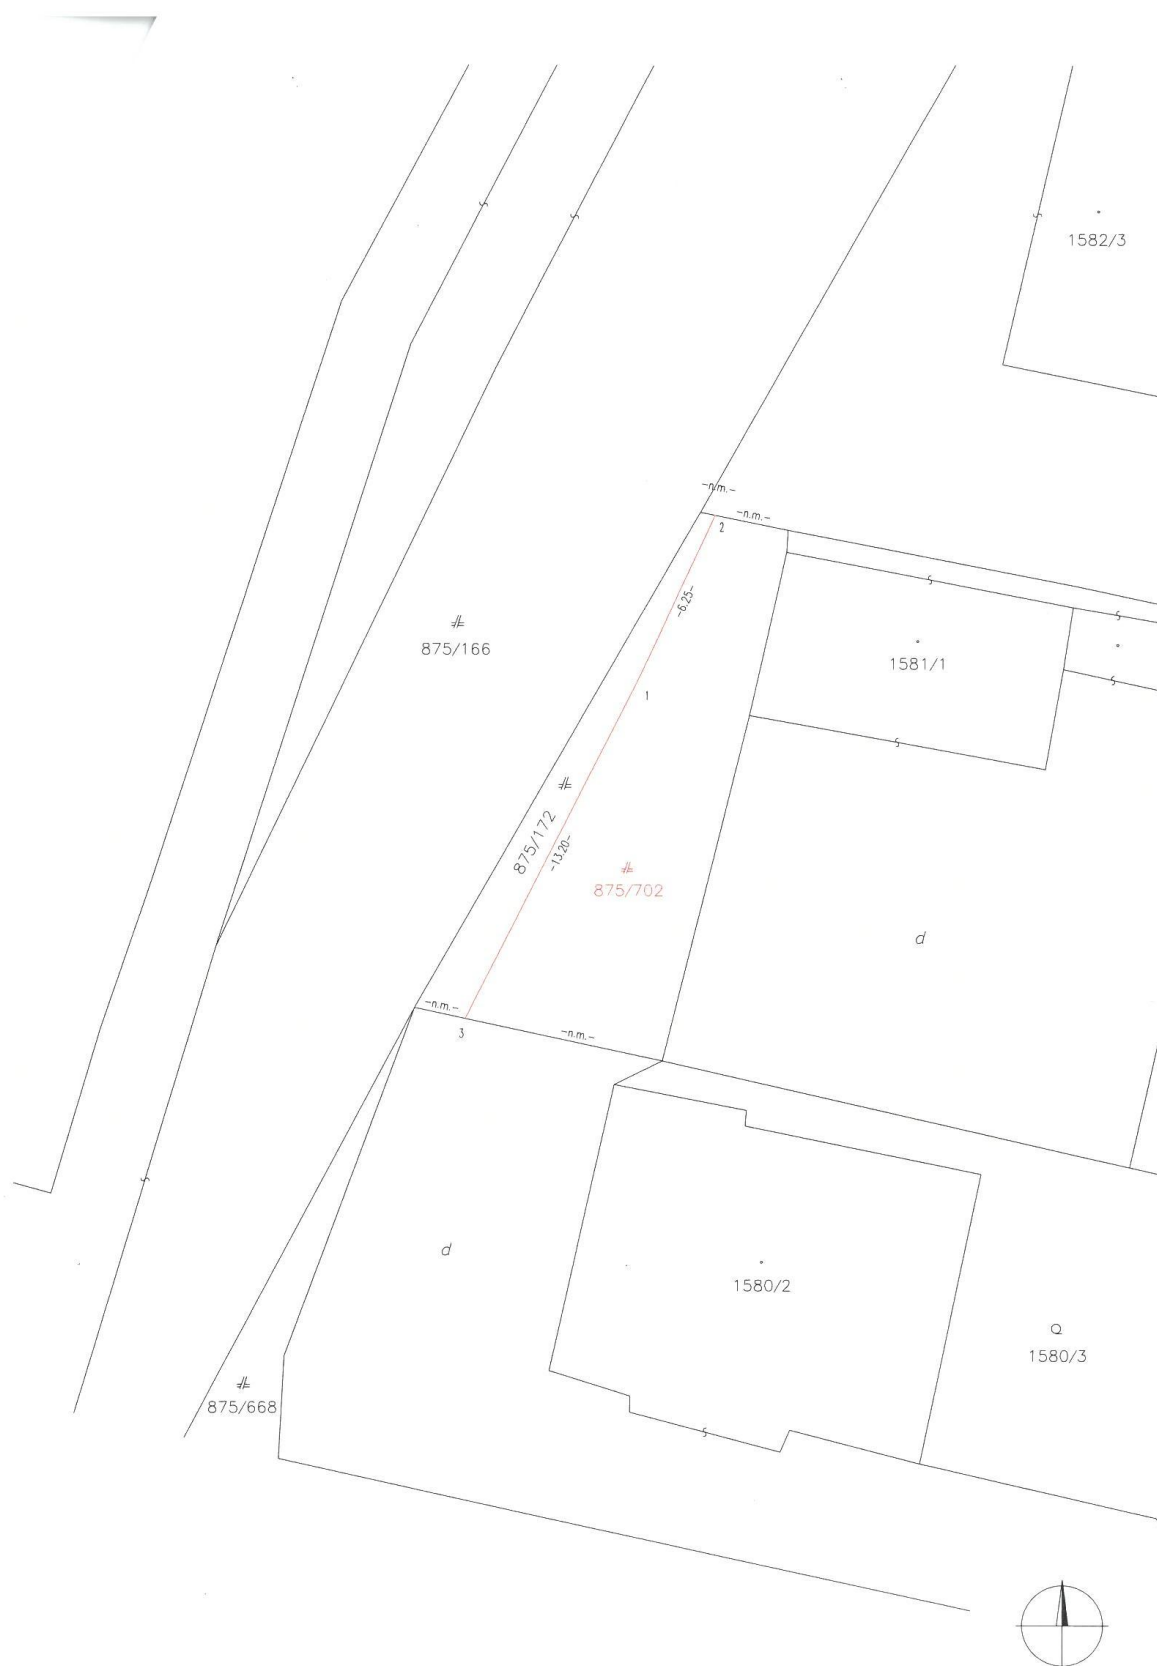 1582/3
-n.m.-
-n.m.-
2
-6.25-
875/166
1581/1
1
875/172
-13.20-
875/702
d
-n.m.-
3
-n.m.-
d
1580/2
1580/3
875/668